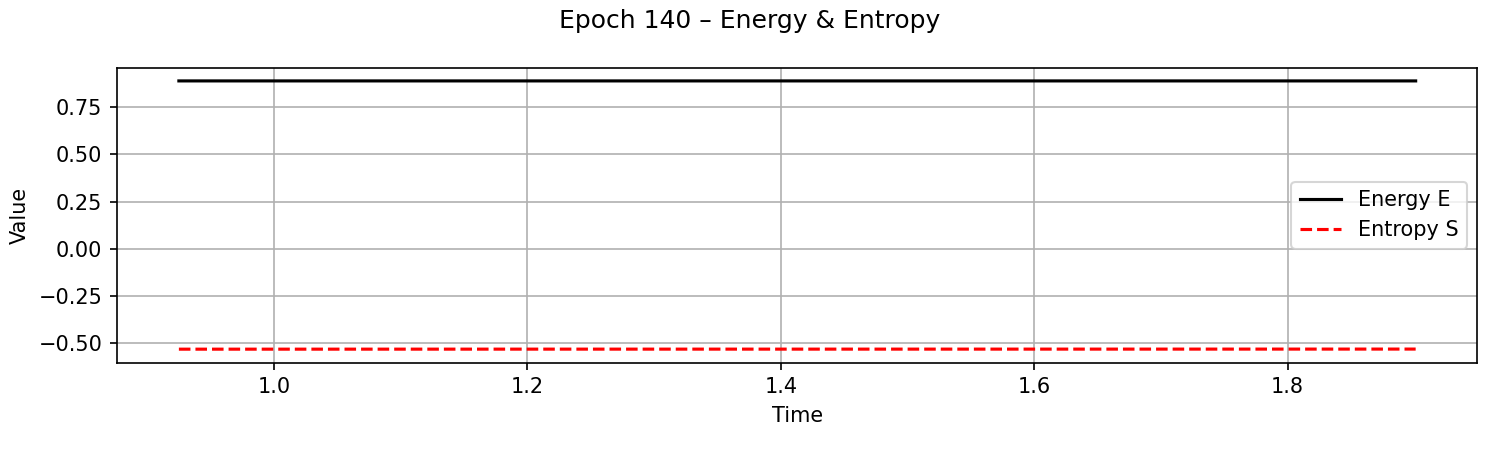 Epoch 140 – Energy & Entropy
Value
0.75
0.50
0.25
0.00
−0.25
−0.50
Energy E
Entropy S
1.0 1.2 1.4 1.6 1.8
Time